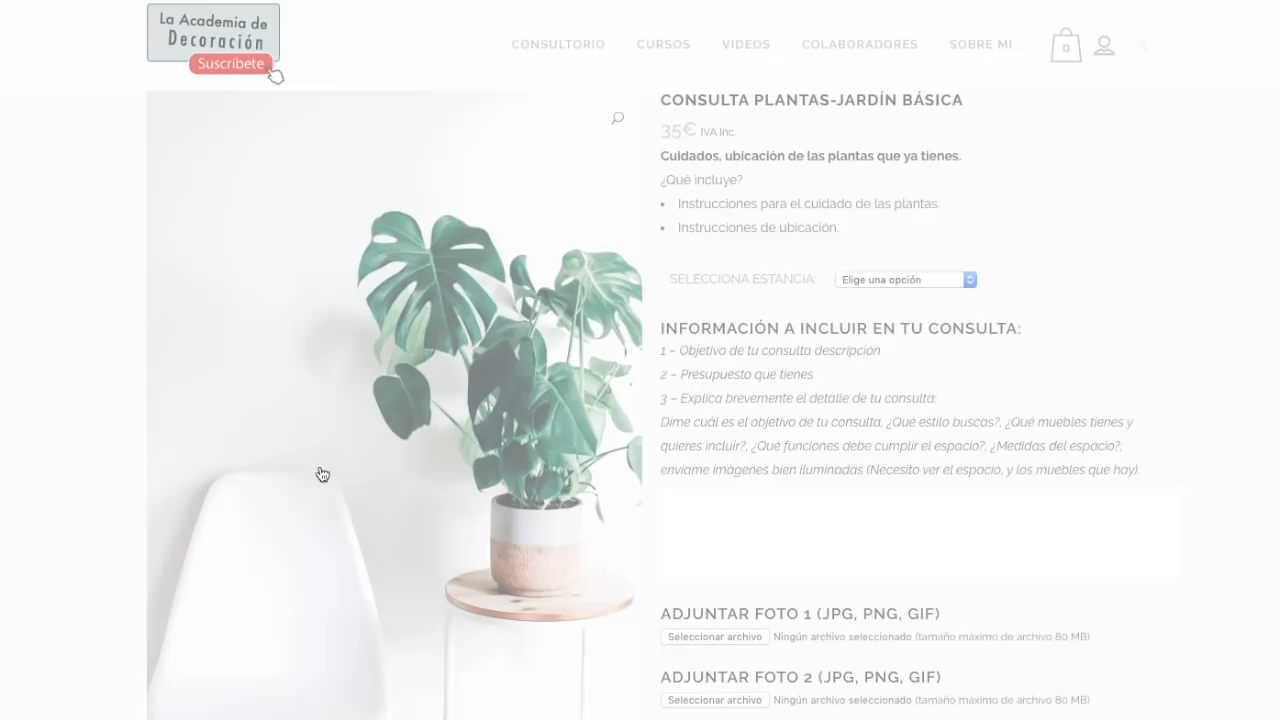 La Academia de
Decoración
Suscríbete
CONSULTORIO CURSOS VIDEOS COLABORADORES SOBRE MI
0
CONSULTA PLANTAS-JARDÍN BÁSICA
35€ IVA Inc.
Cuidados, ubicación de las plantas que ya tienes.
¿Qué incluye?
• Instrucciones para el cuidado de las plantas.
• Instrucciones de ubicación.
SELECCIONA ESTANCIA: Elige una opción
INFORMACIÓN A INCLUIR EN TU CONSULTA:
1 – Objetivo de tu consulta descripción
2 – Presupuesto que tienes
3 – Explica brevemente el detalle de tu consulta:
Dime cuál es el objetivo de tu consulta, ¿Qué estilo buscas?, ¿Qué muebles tienes y
quieres incluir?, ¿Qué funciones debe cumplir el espacio?, ¿Medidas del espacio?,
enviame imágenes bien iluminadas (Necesito ver el espacio, y los muebles que hay).
ADJUNTAR FOTO 1 (JPG, PNG, GIF)
Seleccionar archivo Ningún archivo seleccionado (tamaño maximo de archivo 80 MB)
ADJUNTAR FOTO 2 (JPG, PNG, GIF)
Seleccionar archivo Ningún archivo seleccionado (tamaño maximo de archivo 80 MB)